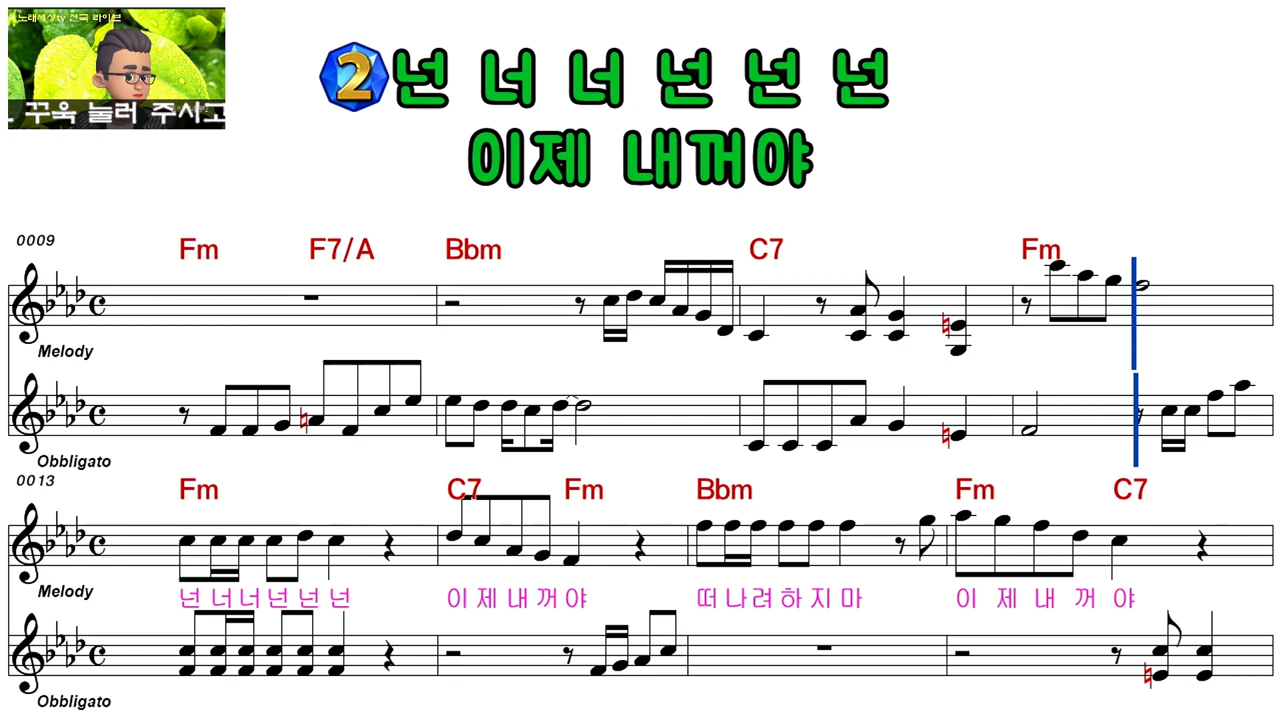 노래세상tv 전국 라이브
꾸욱 눌러 주시고
2 넌 너 너 넌 넌 넌
이제 내꺼야
0009
Fm F7/A Bbm C7 Fm
Melody
Obbligato
0013
Fm C7 Fm Bbm Fm C7
Melody
넌 너 너 넌 넌 넌 이 제 내 꺼 야 떠 나 려 하 지 마 이 제 내 꺼 야
Obbligato